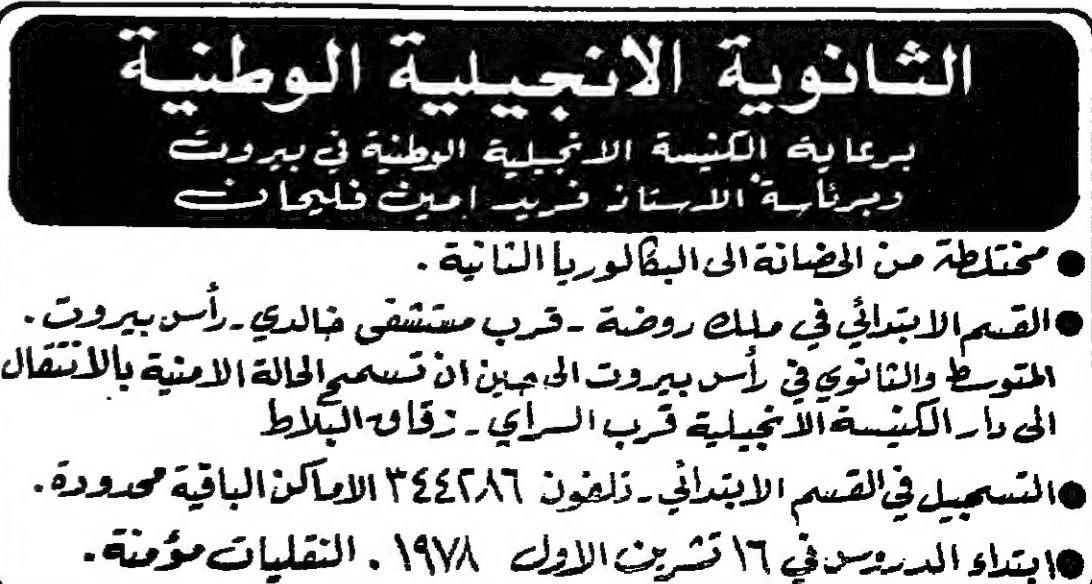 الثانوية الانجيلية الوطنية
برعاية الكنيسة الانجيلية الوطنية في بيروت
وبرئاسة الاستاذ فريد امين فليحان
● مختلطة من الحضانة الى البكالوريا الثانية .
● القسم الابتدائي في ملك روضة - قرب مستشفى خالدي - رأس بيروت .
المتوسط والثانوي في رأس بيروت الى حين ان تسمح الحالة الامنية بالانتقال
الى دار الكنيسة الانجيلية قرب السراي - زقاق البلاط
● التسجيل في القسم الابتدائي - تلفون ٣٤٤٢٨٦ الاماكن الباقية محدودة .
● ابتداء الدروس في ١٦ تشرين الاول ١٩٧٨ . النقليات مؤمنة .